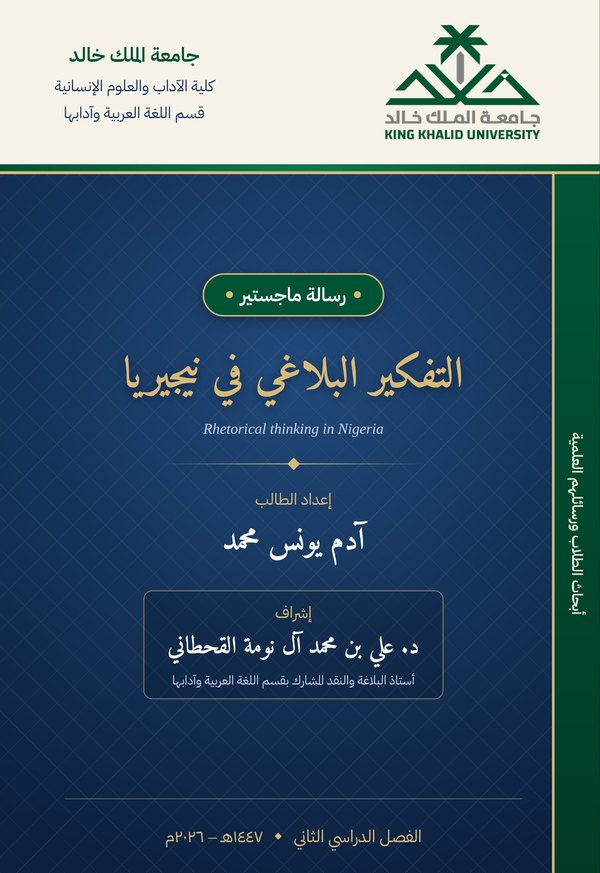 جامعة الملك خالد
كلية الآداب والعلوم الإنسانية
قسم اللغة العربية وآدابها
جامعة الملك خالد
KING KHALID UNIVERSITY
رسالة ماجستير
التفكير البلاغي في نيجيريا
Rhetorical thinking in Nigeria
إعداد الطالب
آدم يونس محمد
إشراف
د. علي بن محمد آل نومة القحطاني
أستاذ البلاغة والنقد المشارك بقسم اللغة العربية وآدابها
الفصل الدراسي الثاني ◆ ١٤٤٧هـ – ٢٠٢٦م
أبحاث الطلاب ورسائلهم العلمية